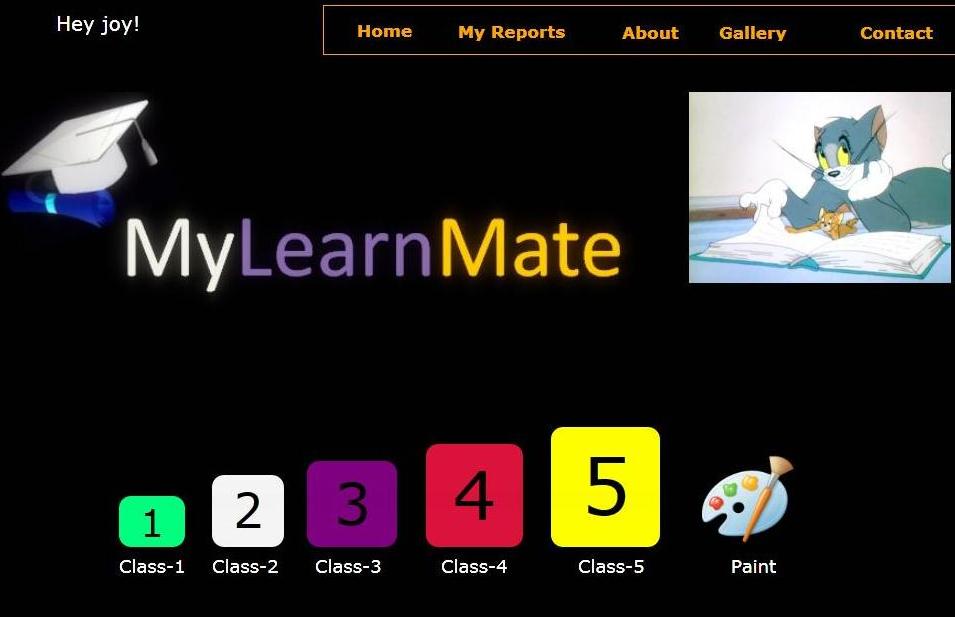 Hey joy!
Home My Reports About Gallery Contact
MyLearnMate
1 2 3 4 5
Class-1 Class-2 Class-3 Class-4 Class-5 Paint